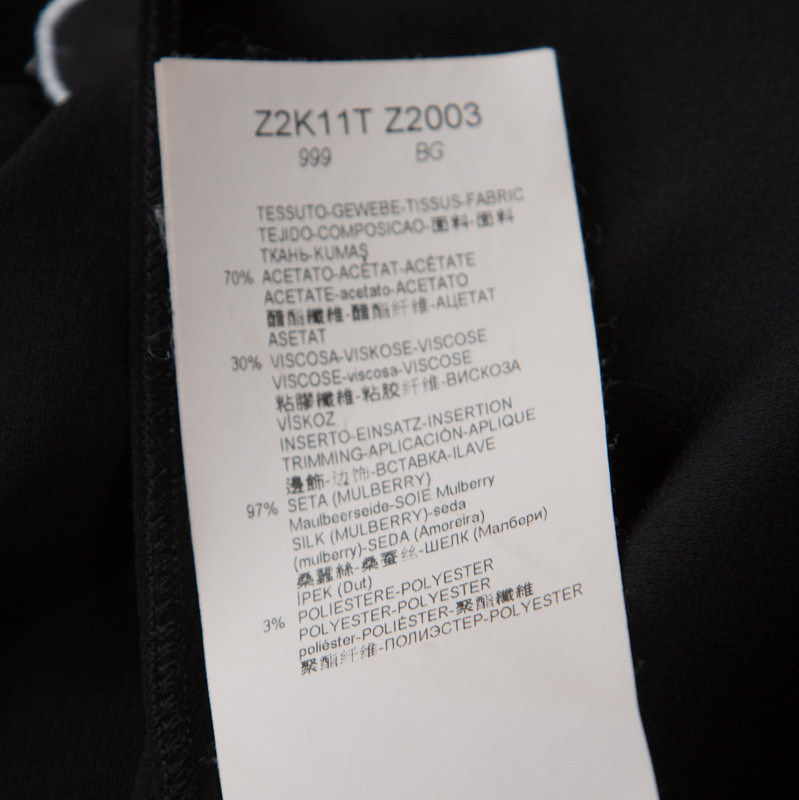 Z2K11T Z2003
999 BG
TESSUTO-GEWEBE-TISSUS-FABRIC
TEJIDO-COMPOSICAO-面料-面料
ТКАНЬ-KUMAŞ
70% ACETATO-ACETAT-ACÉTATE
ACETATE-acetato-ACETATO
醋酯纖維-醋酯纤维-АЦЕТАТ
ASETAT
30% VISCOSA-VISKOSE-VISCOSE
VISCOSE-viscosa-VISCOSE
粘膠纖維-粘胶纤维-ВИСКОЗА
VİSKOZ
INSERTO-EINSATZ-INSERTION
TRIMMING-APLICACIÓN-APLIQUE
邊飾-边饰-ВСТАВКА-ILAVE
97% SETA (MULBERRY)
Maulbeerseide-SOIE Mulberry
SILK (MULBERRY)-seda
(mulberry)-SEDA (Amoreira)
桑蠶絲-桑蚕丝-ШЕЛК (Малбери)
İPEK (Dut)
3% POLIESTERE-POLYESTER
POLYESTER-POLYESTER
poliéster-POLIÉSTER-聚酯纖維
聚酯纤维-ПОЛИЭСТЕР-POLYESTER